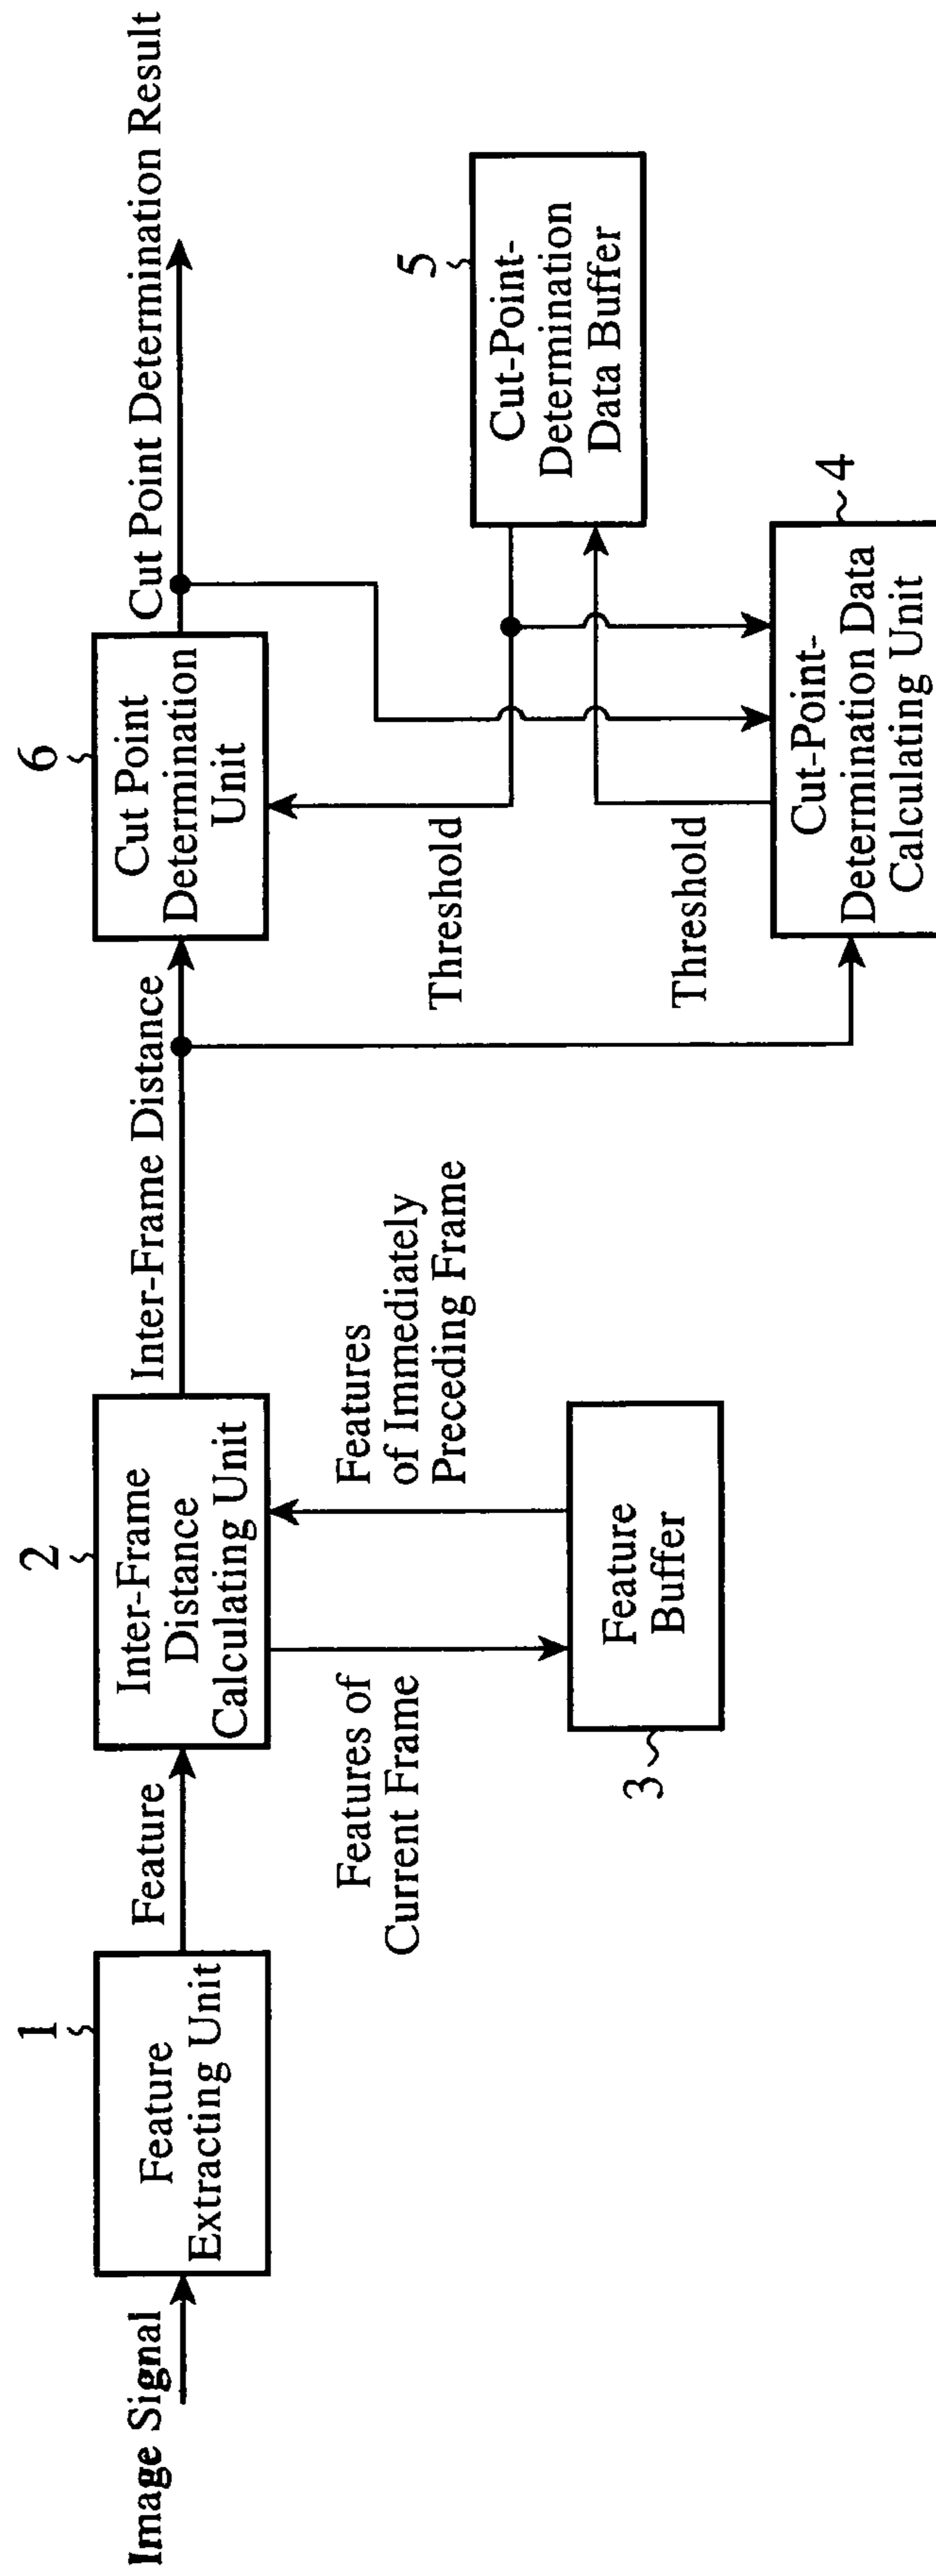 Image Signal
1
Feature
Extracting Unit
Feature
2
Inter-Frame
Distance
Calculating Unit
Features of
Current Frame
Features
of Immediately
Preceding Frame
3
Feature
Buffer
Inter-Frame Distance
6
Cut Point
Determination
Unit
Cut Point Determination Result
Threshold
Threshold
5
Cut-Point-
Determination
Data Buffer
4
Cut-Point-
Determination Data
Calculating Unit